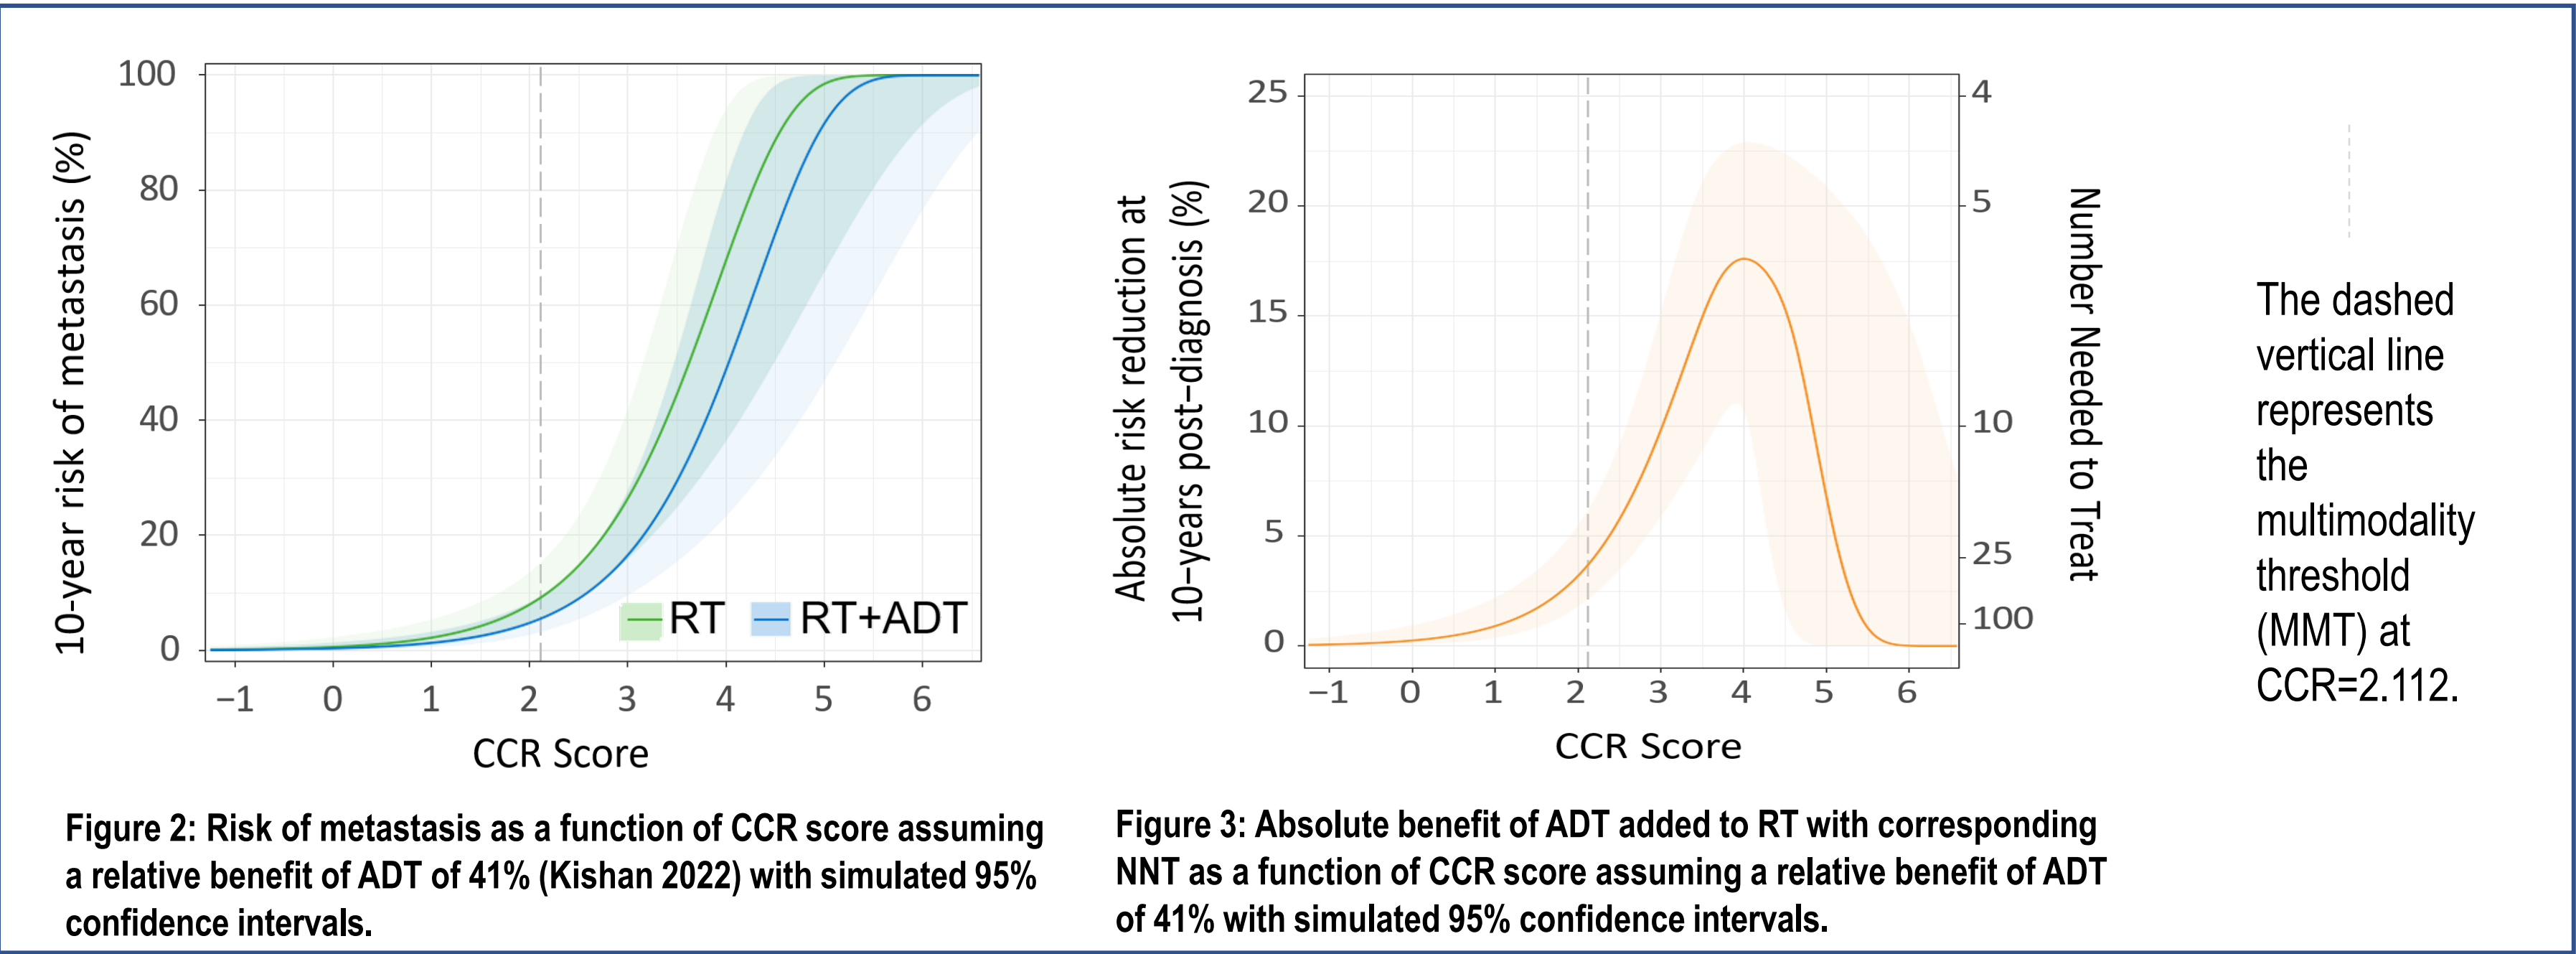 10-year risk of metastasis (%)
100
80
60
40
20
0
−1 0 1 2 3 4 5 6
CCR Score
RT RT+ADT
Figure 2: Risk of metastasis as a function of CCR score assuming
a relative benefit of ADT of 41% (Kishan 2022) with simulated 95%
confidence intervals.
Absolute risk reduction at
10−years post−diagnosis (%)
25
20
15
10
5
0
−1 0 1 2 3 4 5 6
CCR Score
4
5
10
25
100
Number Needed to Treat
Figure 3: Absolute benefit of ADT added to RT with corresponding
NNT as a function of CCR score assuming a relative benefit of ADT
of 41% with simulated 95% confidence intervals.
The dashed
vertical line
represents
the
multimodality
threshold
(MMT) at
CCR=2.112.